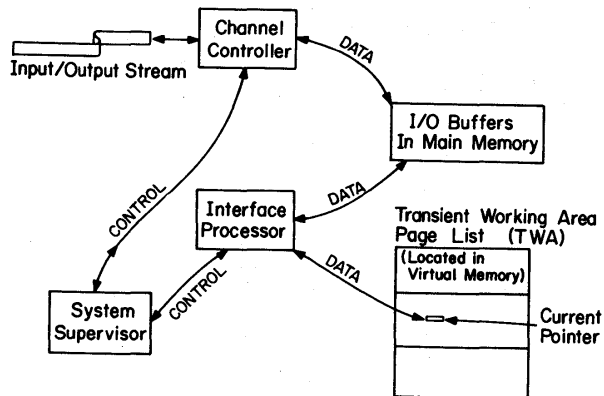 Channel
Controller
Input/Output Stream
DATA
I/O Buffers
In Main Memory
DATA
CONTROL
Interface
Processor
Transient Working Area
Page List (TWA)
(Located in
Virtual Memory)
DATA
CONTROL
System
Supervisor
Current
Pointer